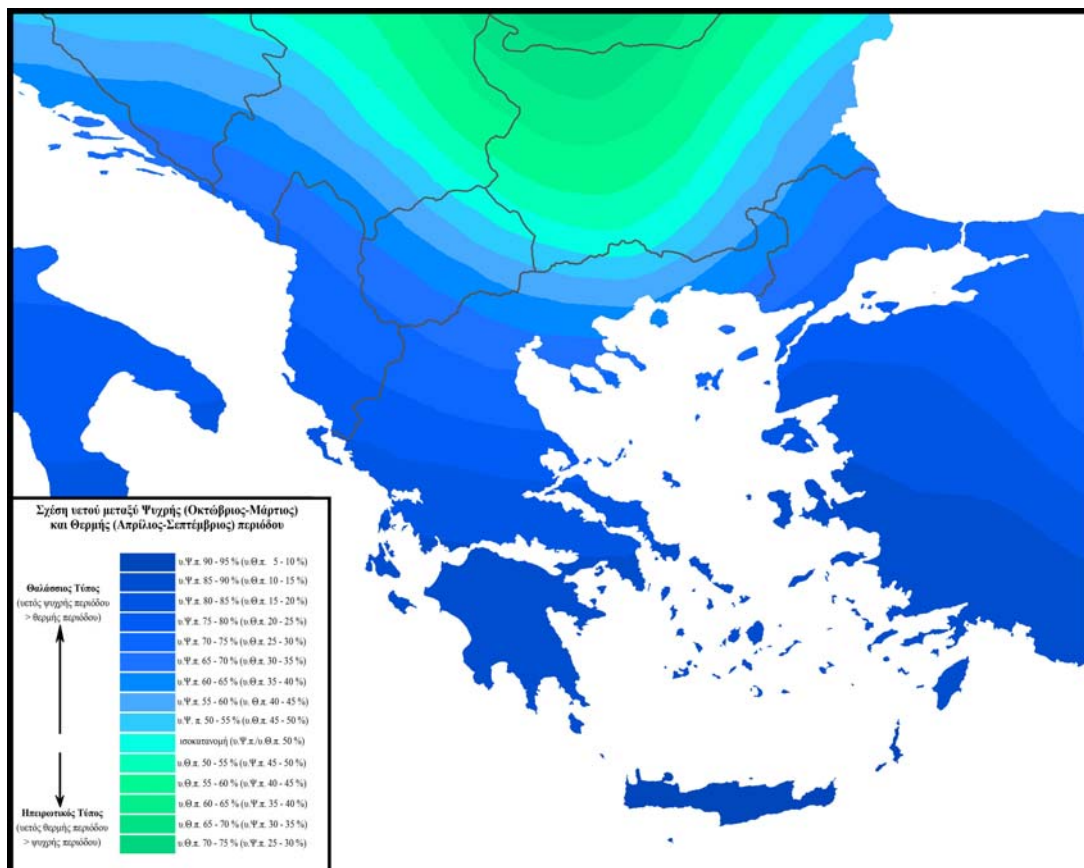 Σχέση υετού μεταξύ Ψυχρής (Οκτώβριος-Μάρτιος)
και Θερμής (Απρίλιος-Σεπτέμβριος) περιόδου
Θαλάσσιος Τύπος
(υετός ψυχρής περιόδου
> θερμής περιόδου)
Ηπειρωτικός Τύπος
(υετός θερμής περιόδου
> ψυχρής περιόδου)
υ.Ψ.π. 90 - 95 % (υ.Θ.π. 5 - 10 %)
υ.Ψ.π. 85 - 90 % (υ.Θ.π. 10 - 15 %)
υ.Ψ.π. 80 - 85 % (υ.Θ.π. 15 - 20 %)
υ.Ψ.π. 75 - 80 % (υ.Θ.π. 20 - 25 %)
υ.Ψ.π. 70 - 75 % (υ.Θ.π. 25 - 30 %)
υ.Ψ.π. 65 - 70 % (υ.Θ.π. 30 - 35 %)
υ.Ψ.π. 60 - 65 % (υ.Θ.π. 35 - 40 %)
υ.Ψ.π. 55 - 60 % (υ. Θ.π. 40 - 45 %)
υ.Ψ. π. 50 - 55 % (υ.Θ.π. 45 - 50 %)
ισοκατανομή (υ.Ψ.π./υ.Θ.π. 50 %)
υ.Θ.π. 50 - 55 % (υ.Ψ.π. 45 - 50 %)
υ.Θ.π. 55 - 60 % (υ.Ψ.π. 40 - 45 %)
υ.Θ.π. 60 - 65 % (υ.Ψ.π. 35 - 40 %)
υ.Θ.π. 65 - 70 % (υ.Ψ.π. 30 - 35 %)
υ.Θ.π. 70 - 75 % (υ.Ψ.π. 25 - 30 %)